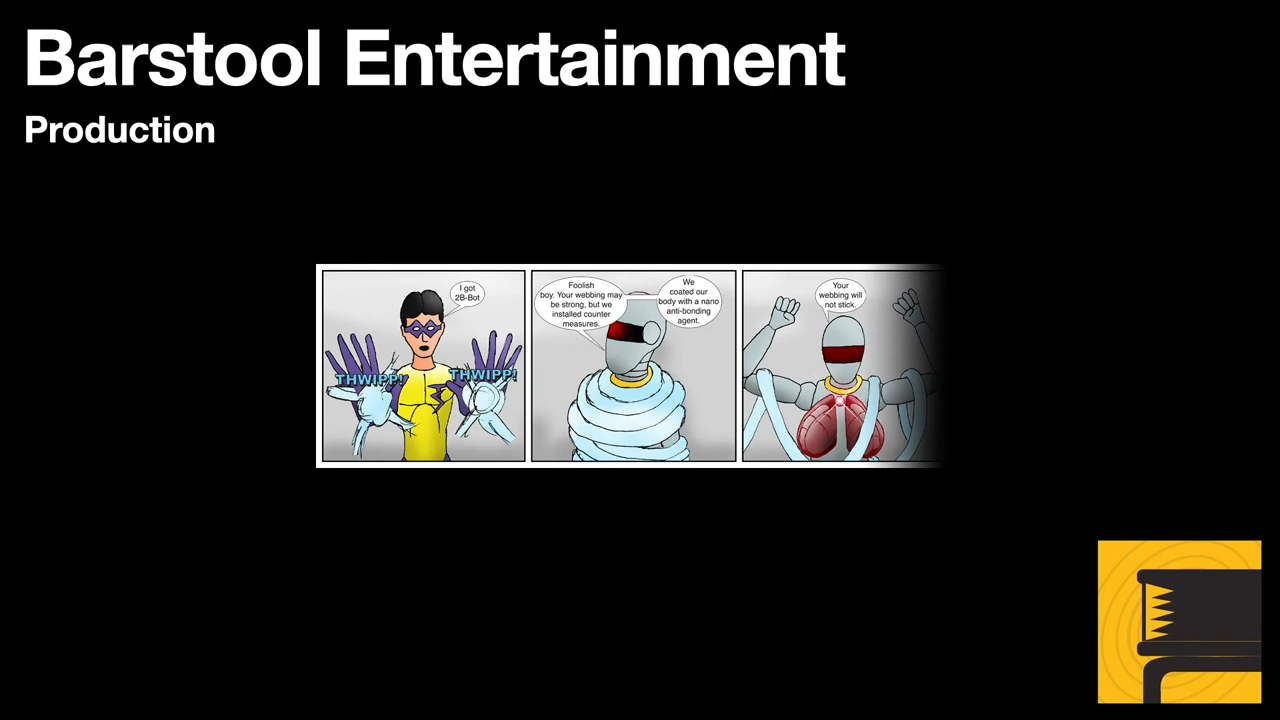 Barstool Entertainment
Production
I got
2B-Bot
THWIPP!
THWIPP!
Foolish
boy. Your webbing may
be strong, but we
installed counter
measures.
We
coated our
body with a nano
anti-bonding
agent.
Your
webbing will
not stick.